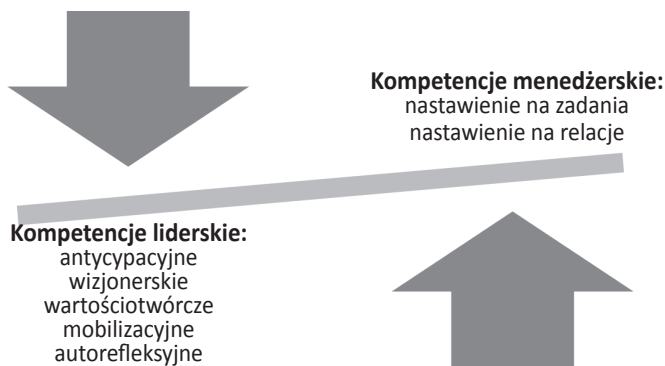 Kompetencje menedżerskie:
nastawienie na zadania
nastawienie na relacje
Kompetencje liderskie:
antycypacyjne
wizjonerskie
wartościotwórcze
mobilizacyjne
autorefleksyjne